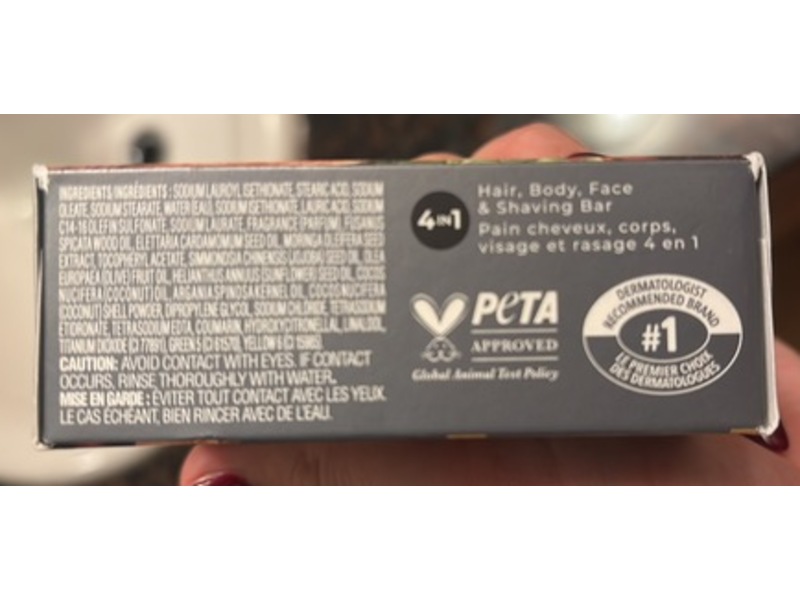 INGREDIENTS/INGRÉDIENTS: SODIUM LAUROYL ISETHIONATE, STEARIC ACID, SODIUM
OLEATE, SODIUM STEARATE, WATER (EAU), SODIUM ISETHIONATE, LAURIC ACID, SODIUM
C14-16 OLEFIN SULFONATE, SODIUM LAURATE, FRAGRANCE (PARFUM), FUSANUS
SPICATA WOOD OIL, ELETTARIA CARDAMOMUM SEED OIL, MORINGA OLEIFERA SEED
EXTRACT, TOCOPHERYL ACETATE, SIMMONDSIA CHINENSIS (JOJOBA) SEED OIL, OLEA
EUROPAEA (OLIVE) FRUIT OIL, HELIANTHUS ANNUUS (SUNFLOWER) SEED OIL, COCOS
NUCIFERA (COCONUT) OIL, ARGANIA SPINOSA KERNEL OIL, COCOS NUCIFERA
(COCONUT) SHELL POWDER, DIPROPYLENE GLYCOL, SODIUM CHLORIDE, TETRASODIUM
ETIDRONATE, TETRASODIUM EDTA, COUMARIN, HYDROXYCITRONELLAL, LINALOOL,
TITANIUM DIOXIDE (CI 77891), GREEN 5 (CI 61570), YELLOW 6 (CI 15985).
CAUTION: AVOID CONTACT WITH EYES. IF CONTACT
OCCURS, RINSE THOROUGHLY WITH WATER.
MISE EN GARDE : ÉVITER TOUT CONTACT AVEC LES YEUX.
LE CAS ÉCHÉANT, BIEN RINCER AVEC DE L'EAU.
4 IN 1
Hair, Body, Face
& Shaving Bar
Pain cheveux, corps,
visage et rasage 4 en 1
PETA
APPROVED
Global Animal Test Policy
DERMATOLOGIST
RECOMMENDED BRAND
#1
LE PREMIER CHOIX
DES DERMATOLOGUES